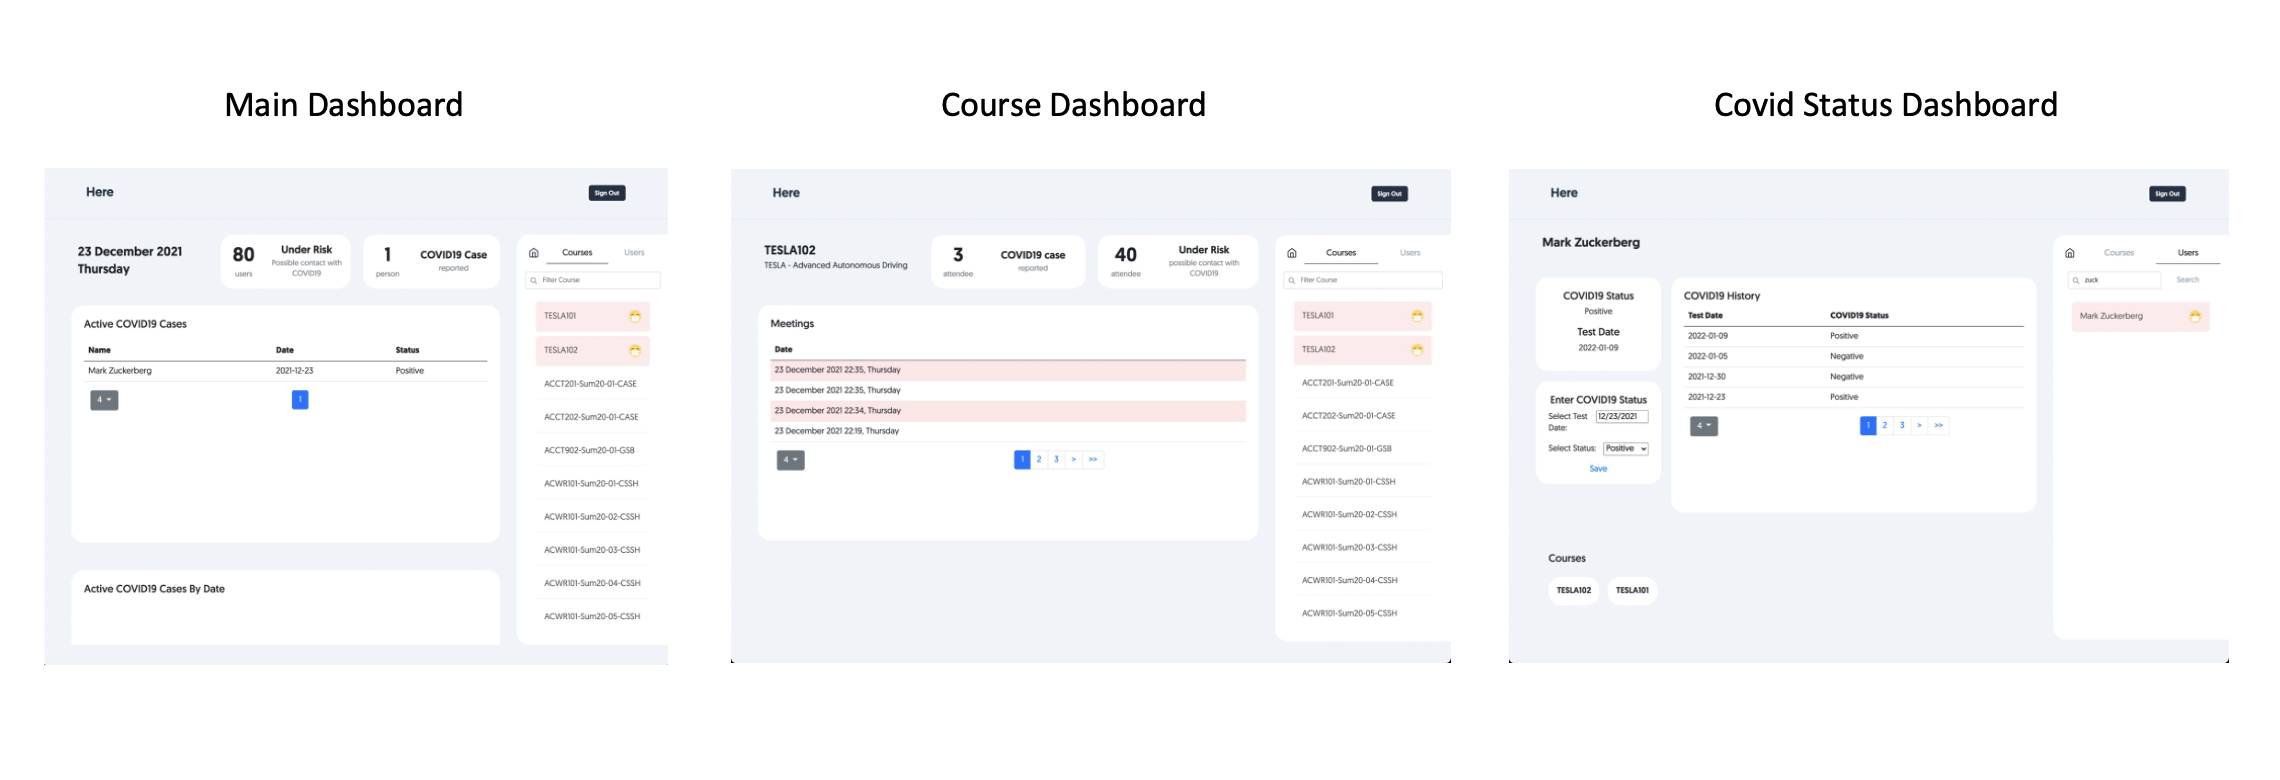 Main Dashboard
Here
Sign Out
23 December 2021
Thursday
80
users
Under Risk
Possible contact with
COVID19
1
person
COVID19 Case
reported
Courses Users
Filter Course
Active COVID19 Cases
Name Date Status
Mark Zuckerberg 2021-12-23 Positive
4
1
Active COVID19 Cases By Date
TESLA101
TESLA102
ACCT201-Sum20-01-CASE
ACCT202-Sum20-01-CASE
ACCT902-Sum20-01-GSB
ACWR101-Sum20-01-CSSH
ACWR101-Sum20-02-CSSH
ACWR101-Sum20-03-CSSH
ACWR101-Sum20-04-CSSH
ACWR101-Sum20-05-CSSH
Course Dashboard
Here
Sign Out
TESLA102
TESLA - Advanced Autonomous Driving
3
attendee
COVID19 case
reported
40
attendee
Under Risk
possible contact with
COVID19
Courses Users
Filter Course
Meetings
Date
23 December 2021 22:35, Thursday
23 December 2021 22:35, Thursday
23 December 2021 22:34, Thursday
23 December 2021 22:19, Thursday
4
1 2 3 > >>
TESLA101
TESLA102
ACCT201-Sum20-01-CASE
ACCT202-Sum20-01-CASE
ACCT902-Sum20-01-GSB
ACWR101-Sum20-01-CSSH
ACWR101-Sum20-02-CSSH
ACWR101-Sum20-03-CSSH
ACWR101-Sum20-04-CSSH
ACWR101-Sum20-05-CSSH
Covid Status Dashboard
Here
Sign Out
Mark Zuckerberg
COVID19 Status
Positive
Test Date
2022-01-09
Enter COVID19 Status
Select Test 12/23/2021
Date:
Select Status: Positive
Save
COVID19 History
Test Date COVID19 Status
2022-01-09 Positive
2022-01-05 Negative
2021-12-30 Negative
2021-12-23 Positive
4
1 2 3 > >>
Courses
TESLA102 TESLA101
Courses Users
zuck Search
Mark Zuckerberg